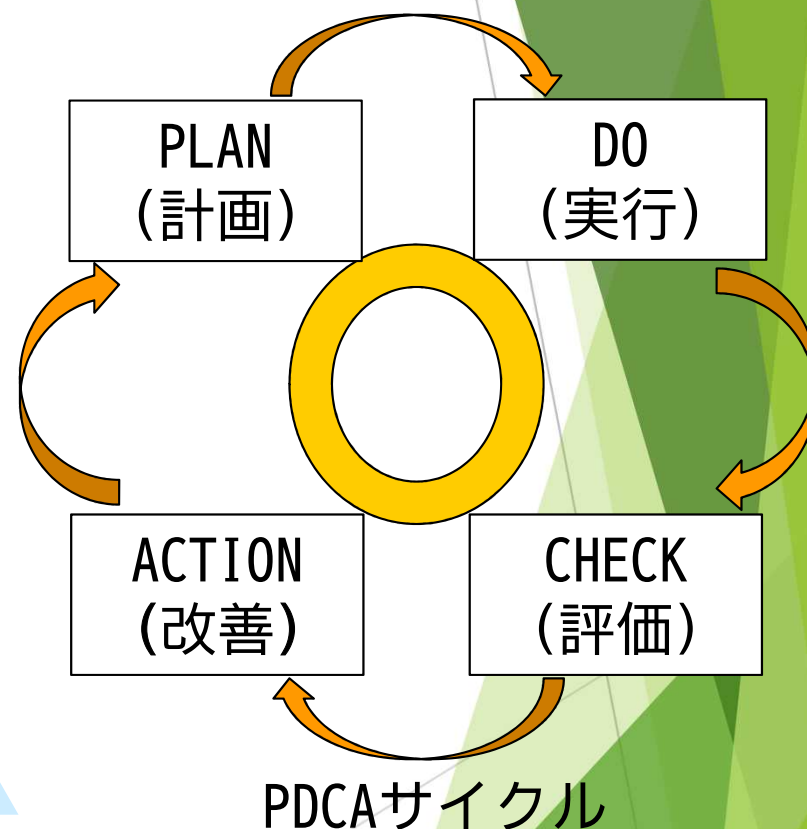 PLAN
(計画)
DO
(実行)
ACTION
(改善)
CHECK
(評価)
PDCAサイクル